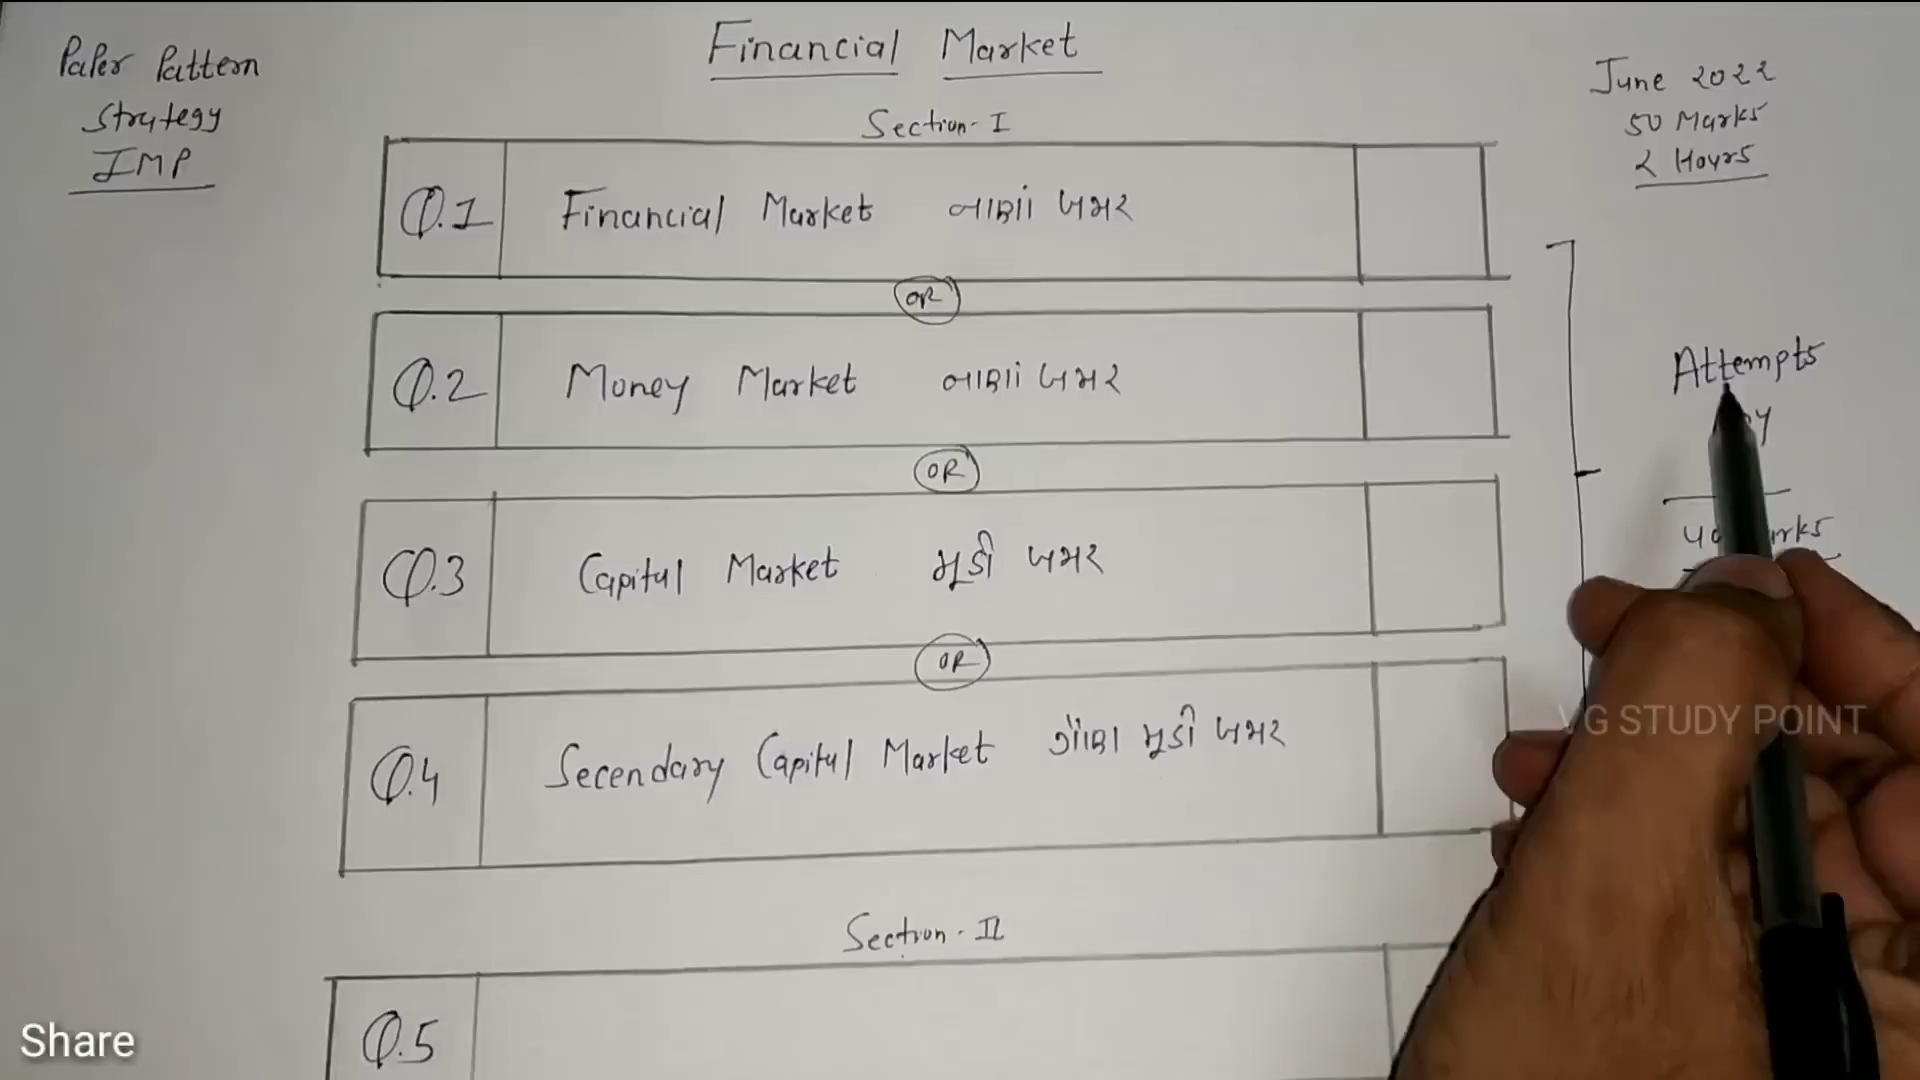 Financial Market
Paper Pattern
Strategy
IMP
June 2022
50 Marks
2 Hours
Section-I
Q.1 Financial Market નાણાં બજાર
OR
Q.2 Money Market નાણાં બજાર
OR
Q.3 Capital Market મૂડી બજાર
OR
Q.4 Secendary Capital Market ગૌણ મૂડી બજાર
Attempts
VG STUDY POINT
Section-II
Q.5
Share